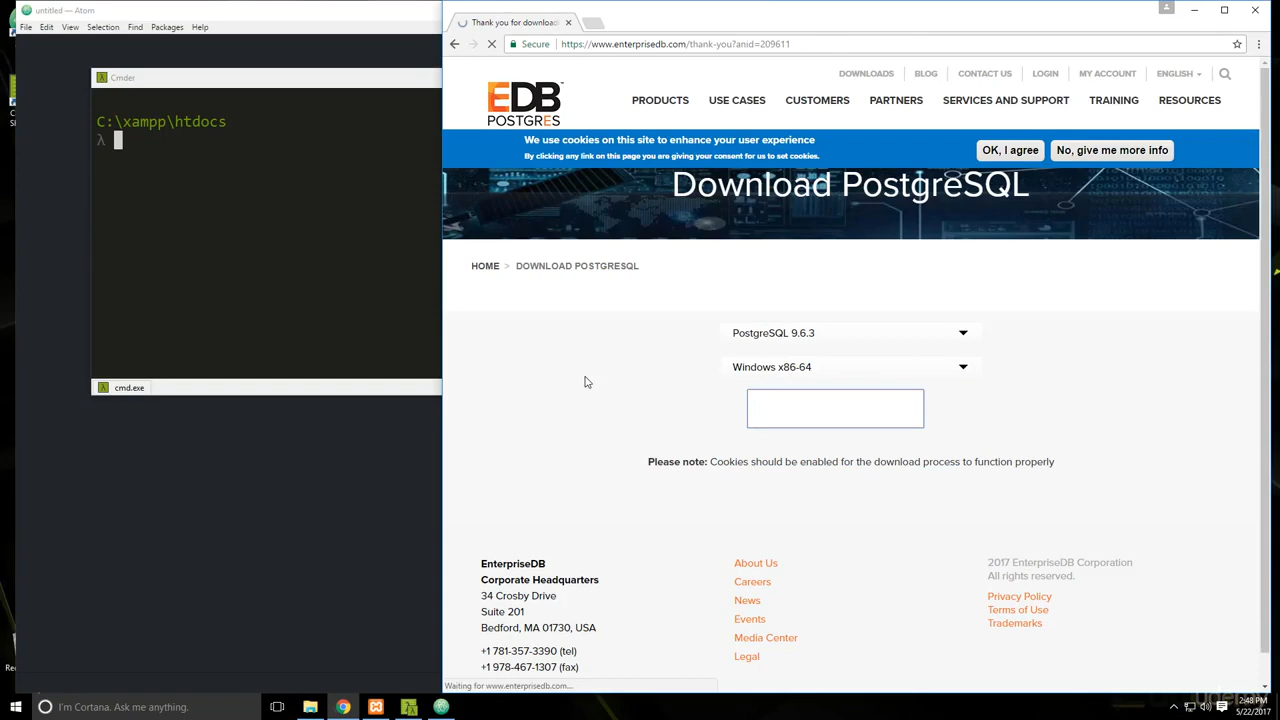 untitled — Atom
File Edit View Selection Find Packages Help
Cmder
C:\xampp\htdocs
λ
cmd.exe
Thank you for download
Secure https://www.enterprisedb.com/thank-you?anid=209611
DOWNLOADS BLOG CONTACT US LOGIN MY ACCOUNT ENGLISH
EDB
POSTGRES
PRODUCTS USE CASES CUSTOMERS PARTNERS SERVICES AND SUPPORT TRAINING RESOURCES
We use cookies on this site to enhance your user experience
By clicking any link on this page you are giving your consent for us to set cookies.
OK, I agree
No, give me more info
Download PostgreSQL
HOME > DOWNLOAD POSTGRESQL
PostgreSQL 9.6.3
Windows x86-64
Please note: Cookies should be enabled for the download process to function properly
EnterpriseDB
Corporate Headquarters
34 Crosby Drive
Suite 201
Bedford, MA 01730, USA
+1 781-357-3390 (tel)
+1 978-467-1307 (fax)
About Us
Careers
News
Events
Media Center
Legal
2017 EnterpriseDB Corporation
All rights reserved.
Privacy Policy
Terms of Use
Trademarks
Waiting for www.enterprisedb.com...
I'm Cortana. Ask me anything.
2:48 PM
5/22/2017